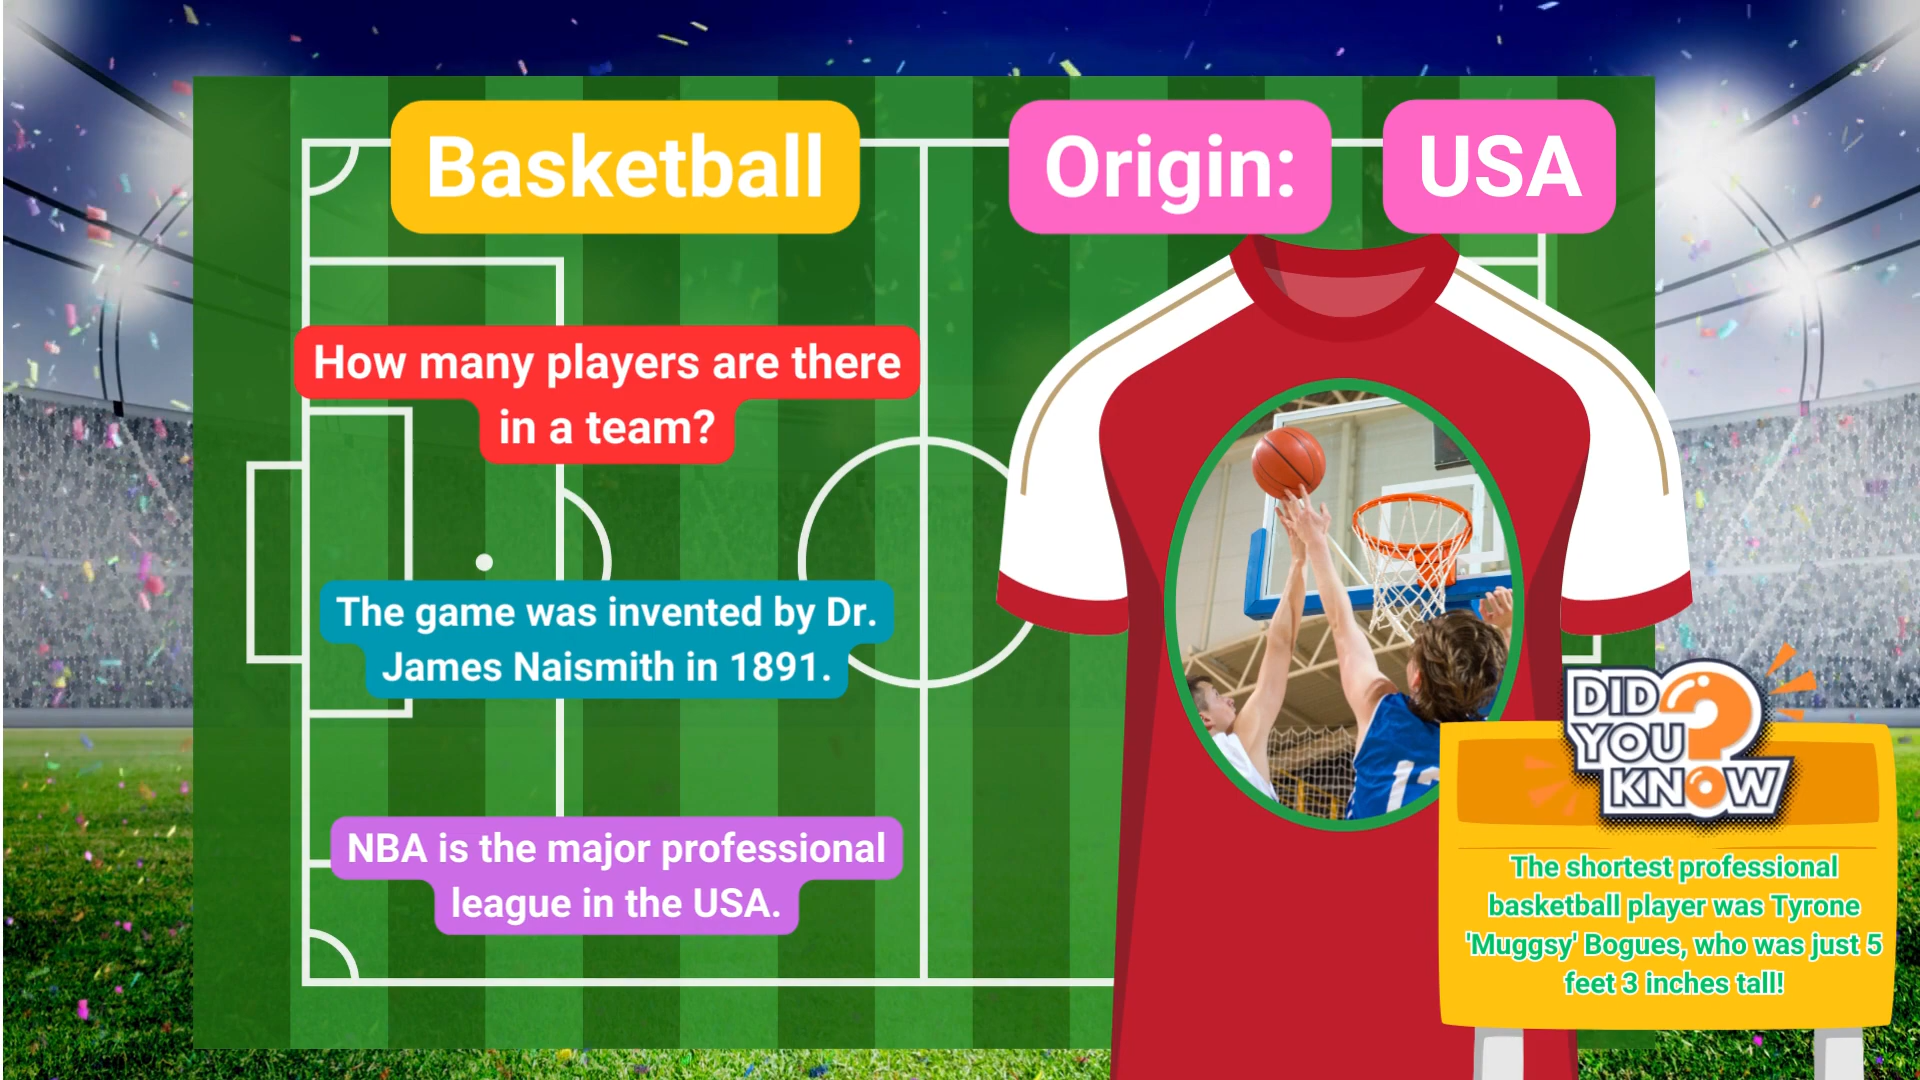 Basketball
Origin:
USA
How many players are there
in a team?
The game was invented by Dr.
James Naismith in 1891.
NBA is the major professional
league in the USA.
DID
YOU
KNOW
?
The shortest professional
basketball player was Tyrone
'Muggsy' Bogues, who was just 5
feet 3 inches tall!